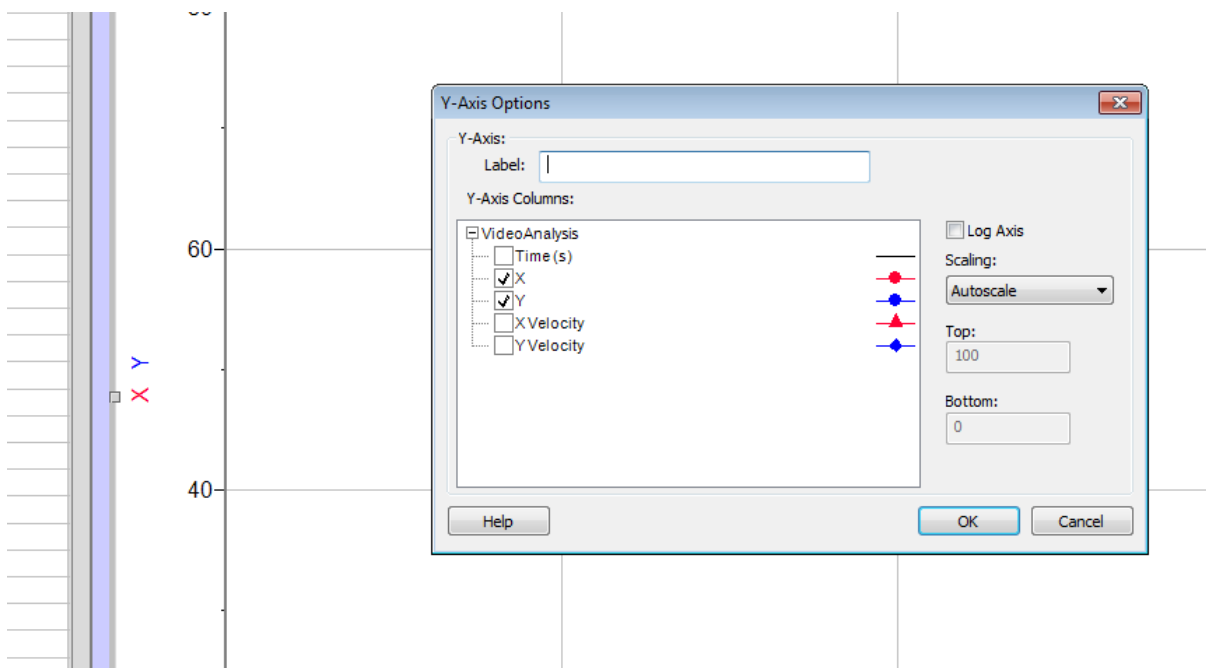 Y-Axis Options
Y-Axis:
Label:
Y-Axis Columns:
VideoAnalysis
Time (s)
X
Y
X Velocity
Y Velocity
Log Axis
Scaling:
Autoscale
Top:
100
Bottom:
0
Help
OK
Cancel
60
40
X Y